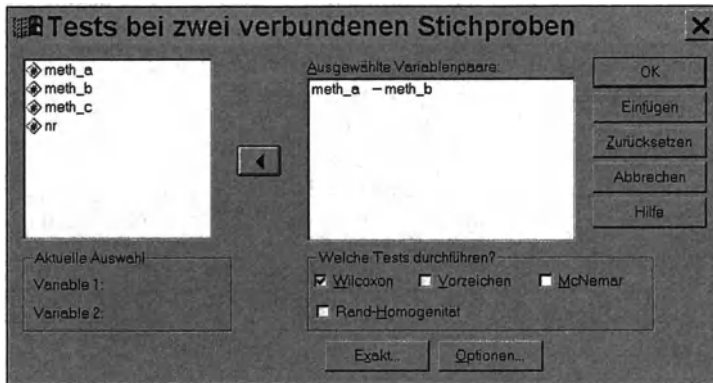 Tests bei zwei verbundenen Stichproben
meth_a
meth_b
meth_c
nr
Ausgewählte Variablenpaare:
meth_a – meth_b
OK
Einfügen
Zurücksetzen
Abbrechen
Hilfe
Aktuelle Auswahl
Variable 1:
Variable 2:
Welche Tests durchführen?
Wilcoxon Vorzeichen McNemar
Rand-Homogenität
Exakt... Optionen...